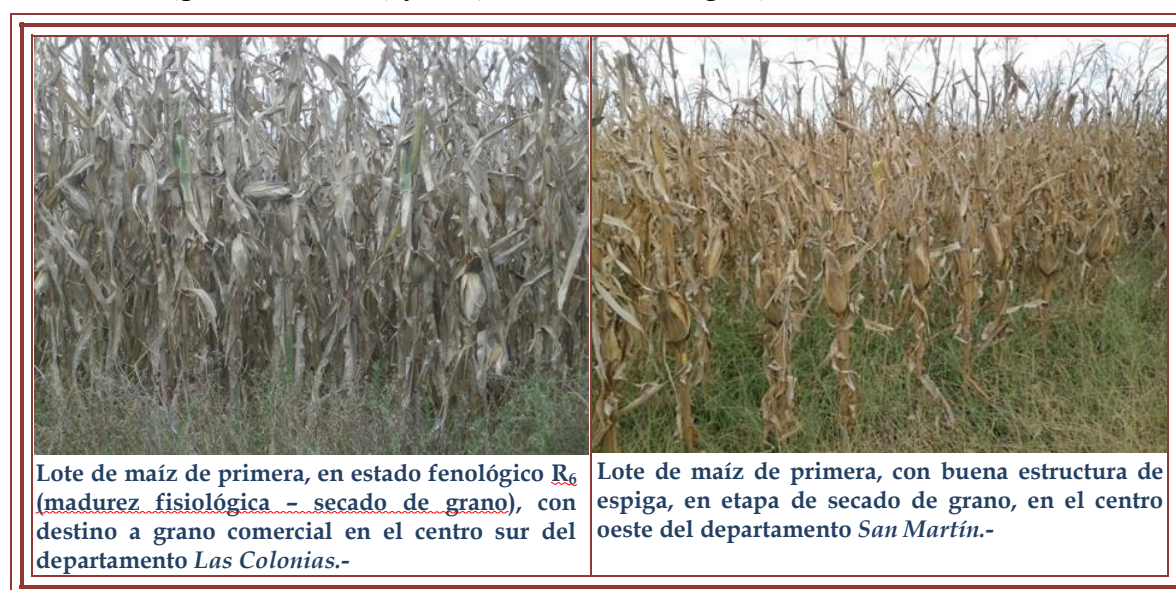 Lote de maíz de primera, en estado fenológico R₆
(madurez fisiológica – secado de grano), con
destino a grano comercial en el centro sur del
departamento Las Colonias.-
Lote de maíz de primera, con buena estructura de
espiga, en etapa de secado de grano, en el centro
oeste del departamento San Martín.-